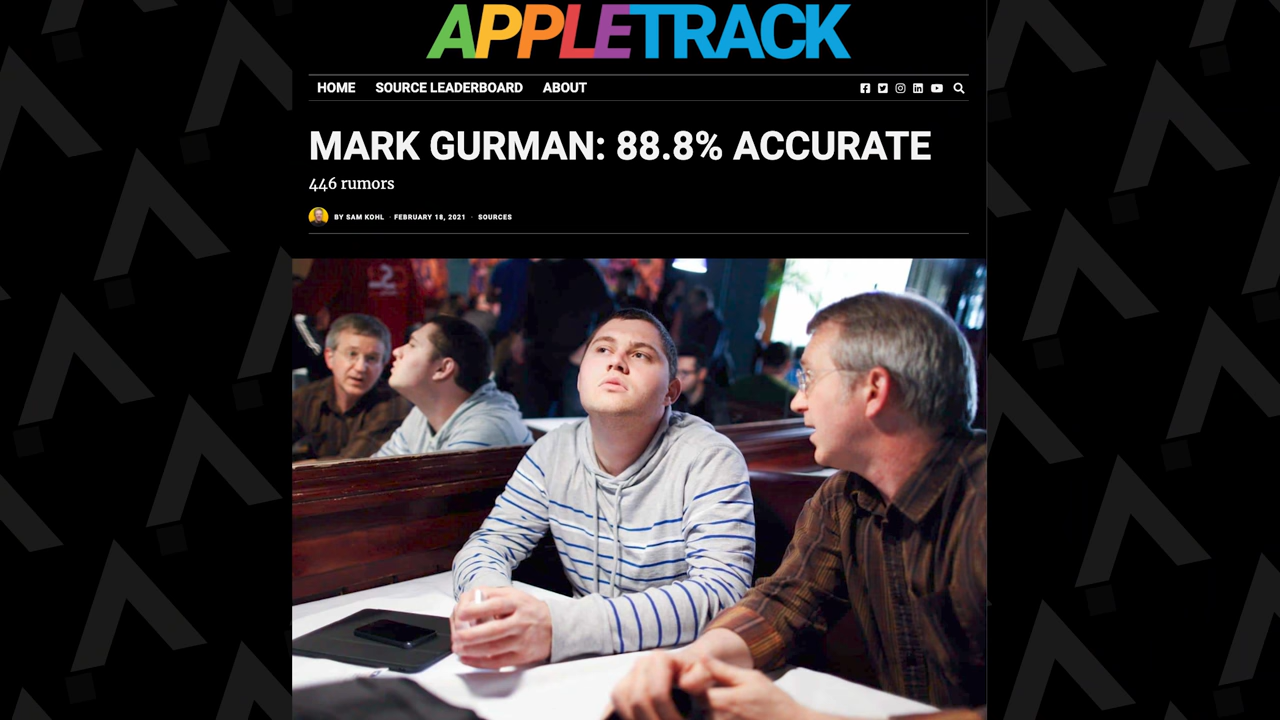 APPLETRACK
HOME SOURCE LEADERBOARD ABOUT
MARK GURMAN: 88.8% ACCURATE
446 rumors
BY SAM KOHL · FEBRUARY 18, 2021 · SOURCES
2